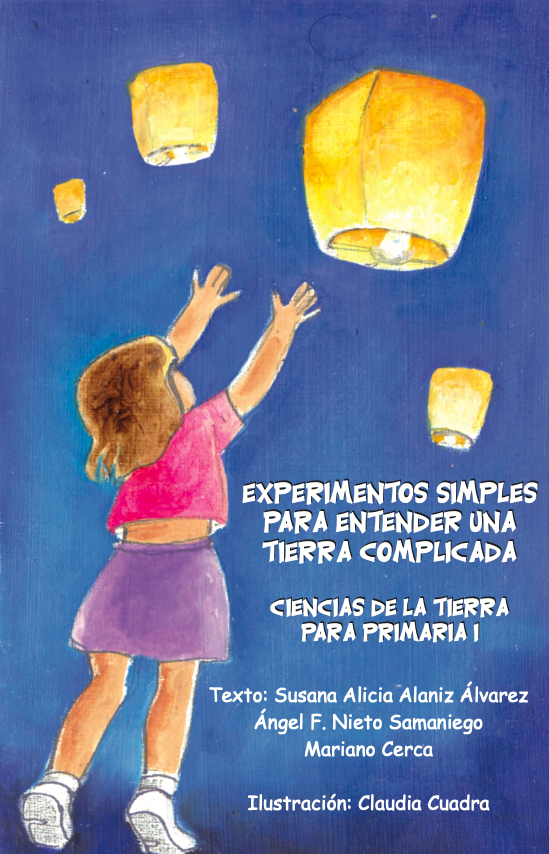 EXPERIMENTOS SIMPLES
PARA ENTENDER UNA
TIERRA COMPLICADA
CIENCIAS DE LA TIERRA
PARA PRIMARIA 1
Texto: Susana Alicia Alaniz Álvarez
Ángel F. Nieto Samaniego
Mariano Cerca
Ilustración: Claudia Cuadra